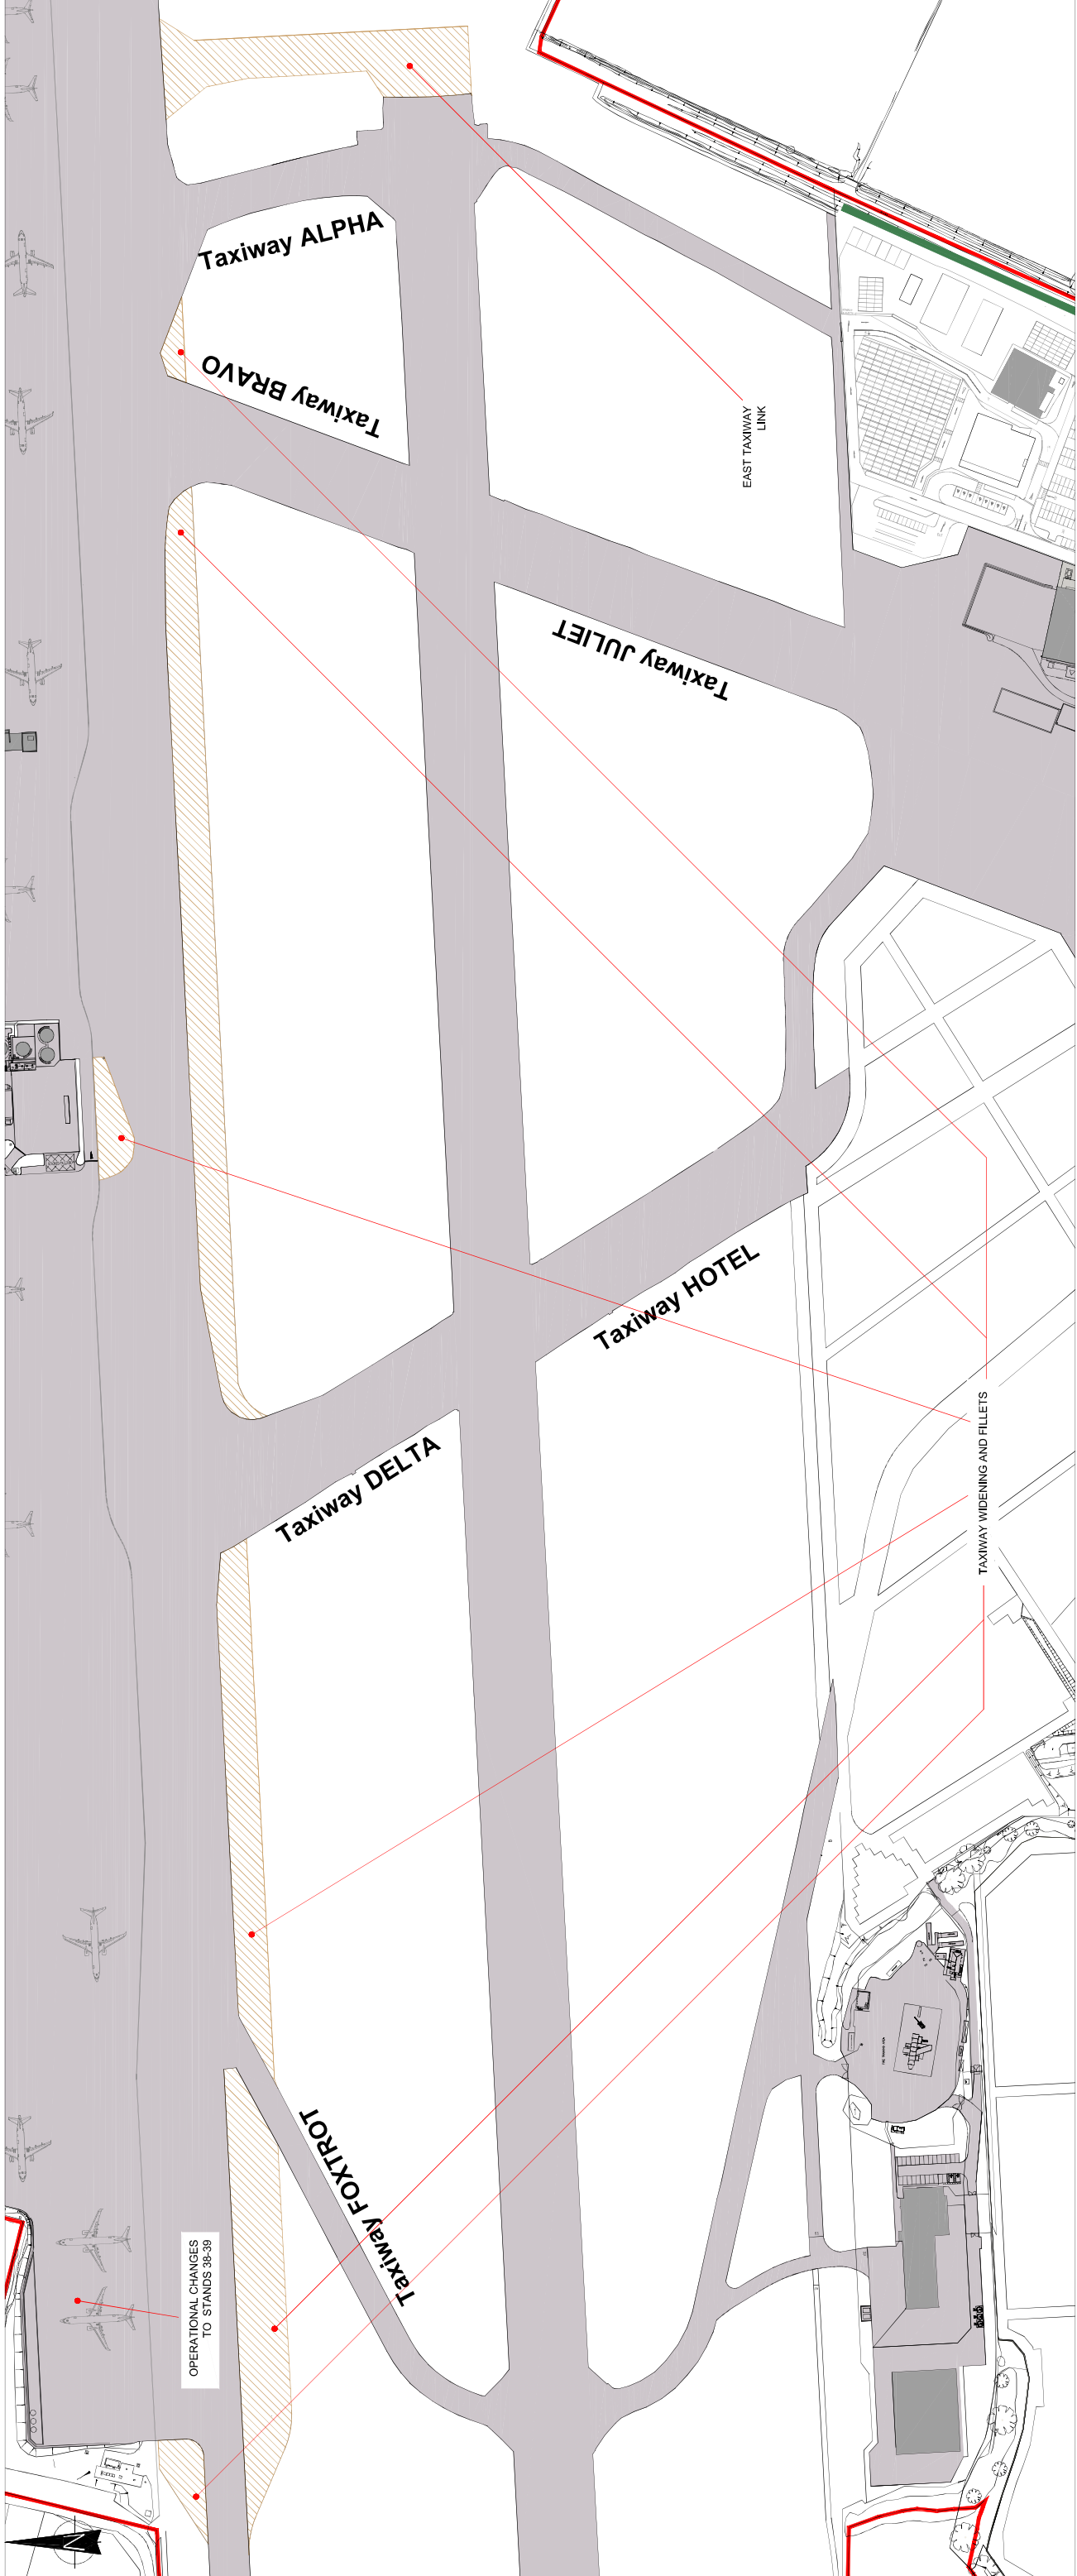 Taxiway ALPHA
Taxiway BRAVO
EAST TAXIWAY
LINK
Taxiway JULIET
Taxiway HOTEL
TAXIWAY WIDENING AND FILLETS
Taxiway DELTA
Taxiway FOXTROT
OPERATIONAL CHANGES
TO STANDS 38-39
N